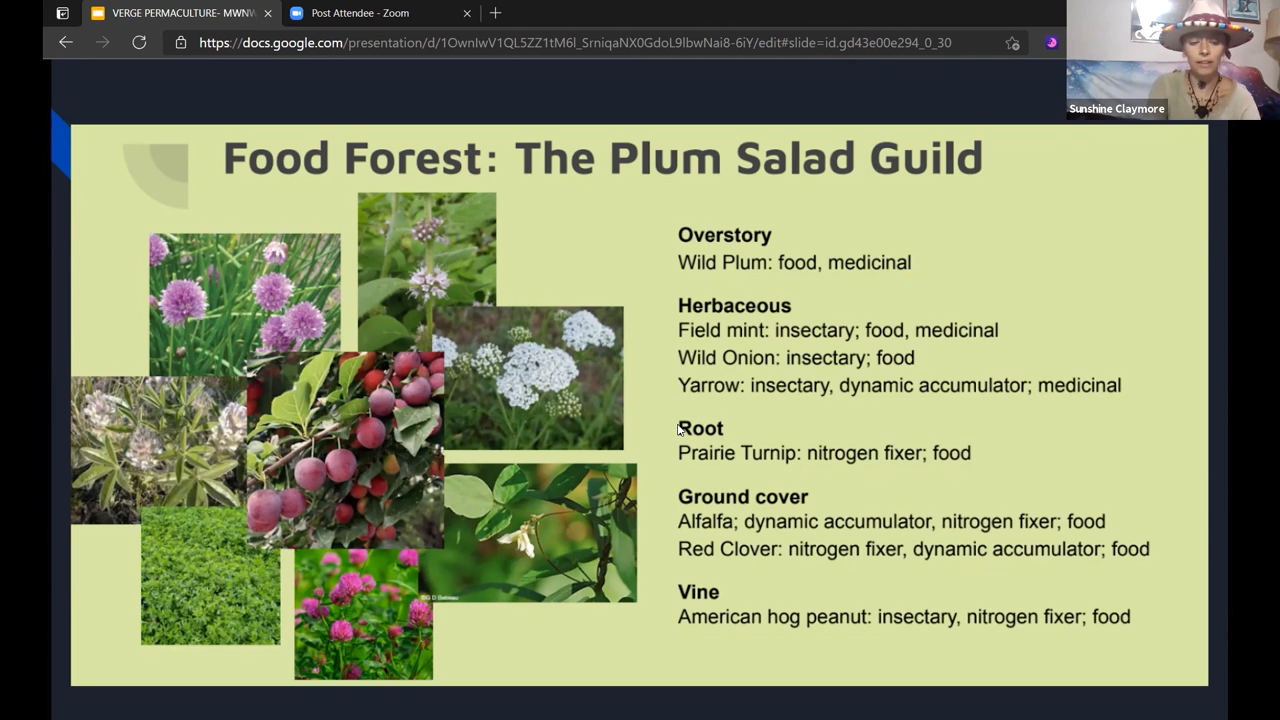 VERGE PERMACULTURE- MWNW
Post Attendee - Zoom
https://docs.google.com/presentation/d/1OwnIwV1QL5ZZ1tM6l_SrniqaNX0GdoL9lbwNai8-6iY/edit#slide=id.gd43e00e294_0_30
Sunshine Claymore
Food Forest: The Plum Salad Guild
Overstory
Wild Plum: food, medicinal
Herbaceous
Field mint: insectary; food, medicinal
Wild Onion: insectary; food
Yarrow: insectary, dynamic accumulator; medicinal
Root
Prairie Turnip: nitrogen fixer; food
Ground cover
Alfalfa; dynamic accumulator, nitrogen fixer; food
Red Clover: nitrogen fixer, dynamic accumulator; food
Vine
American hog peanut: insectary, nitrogen fixer; food